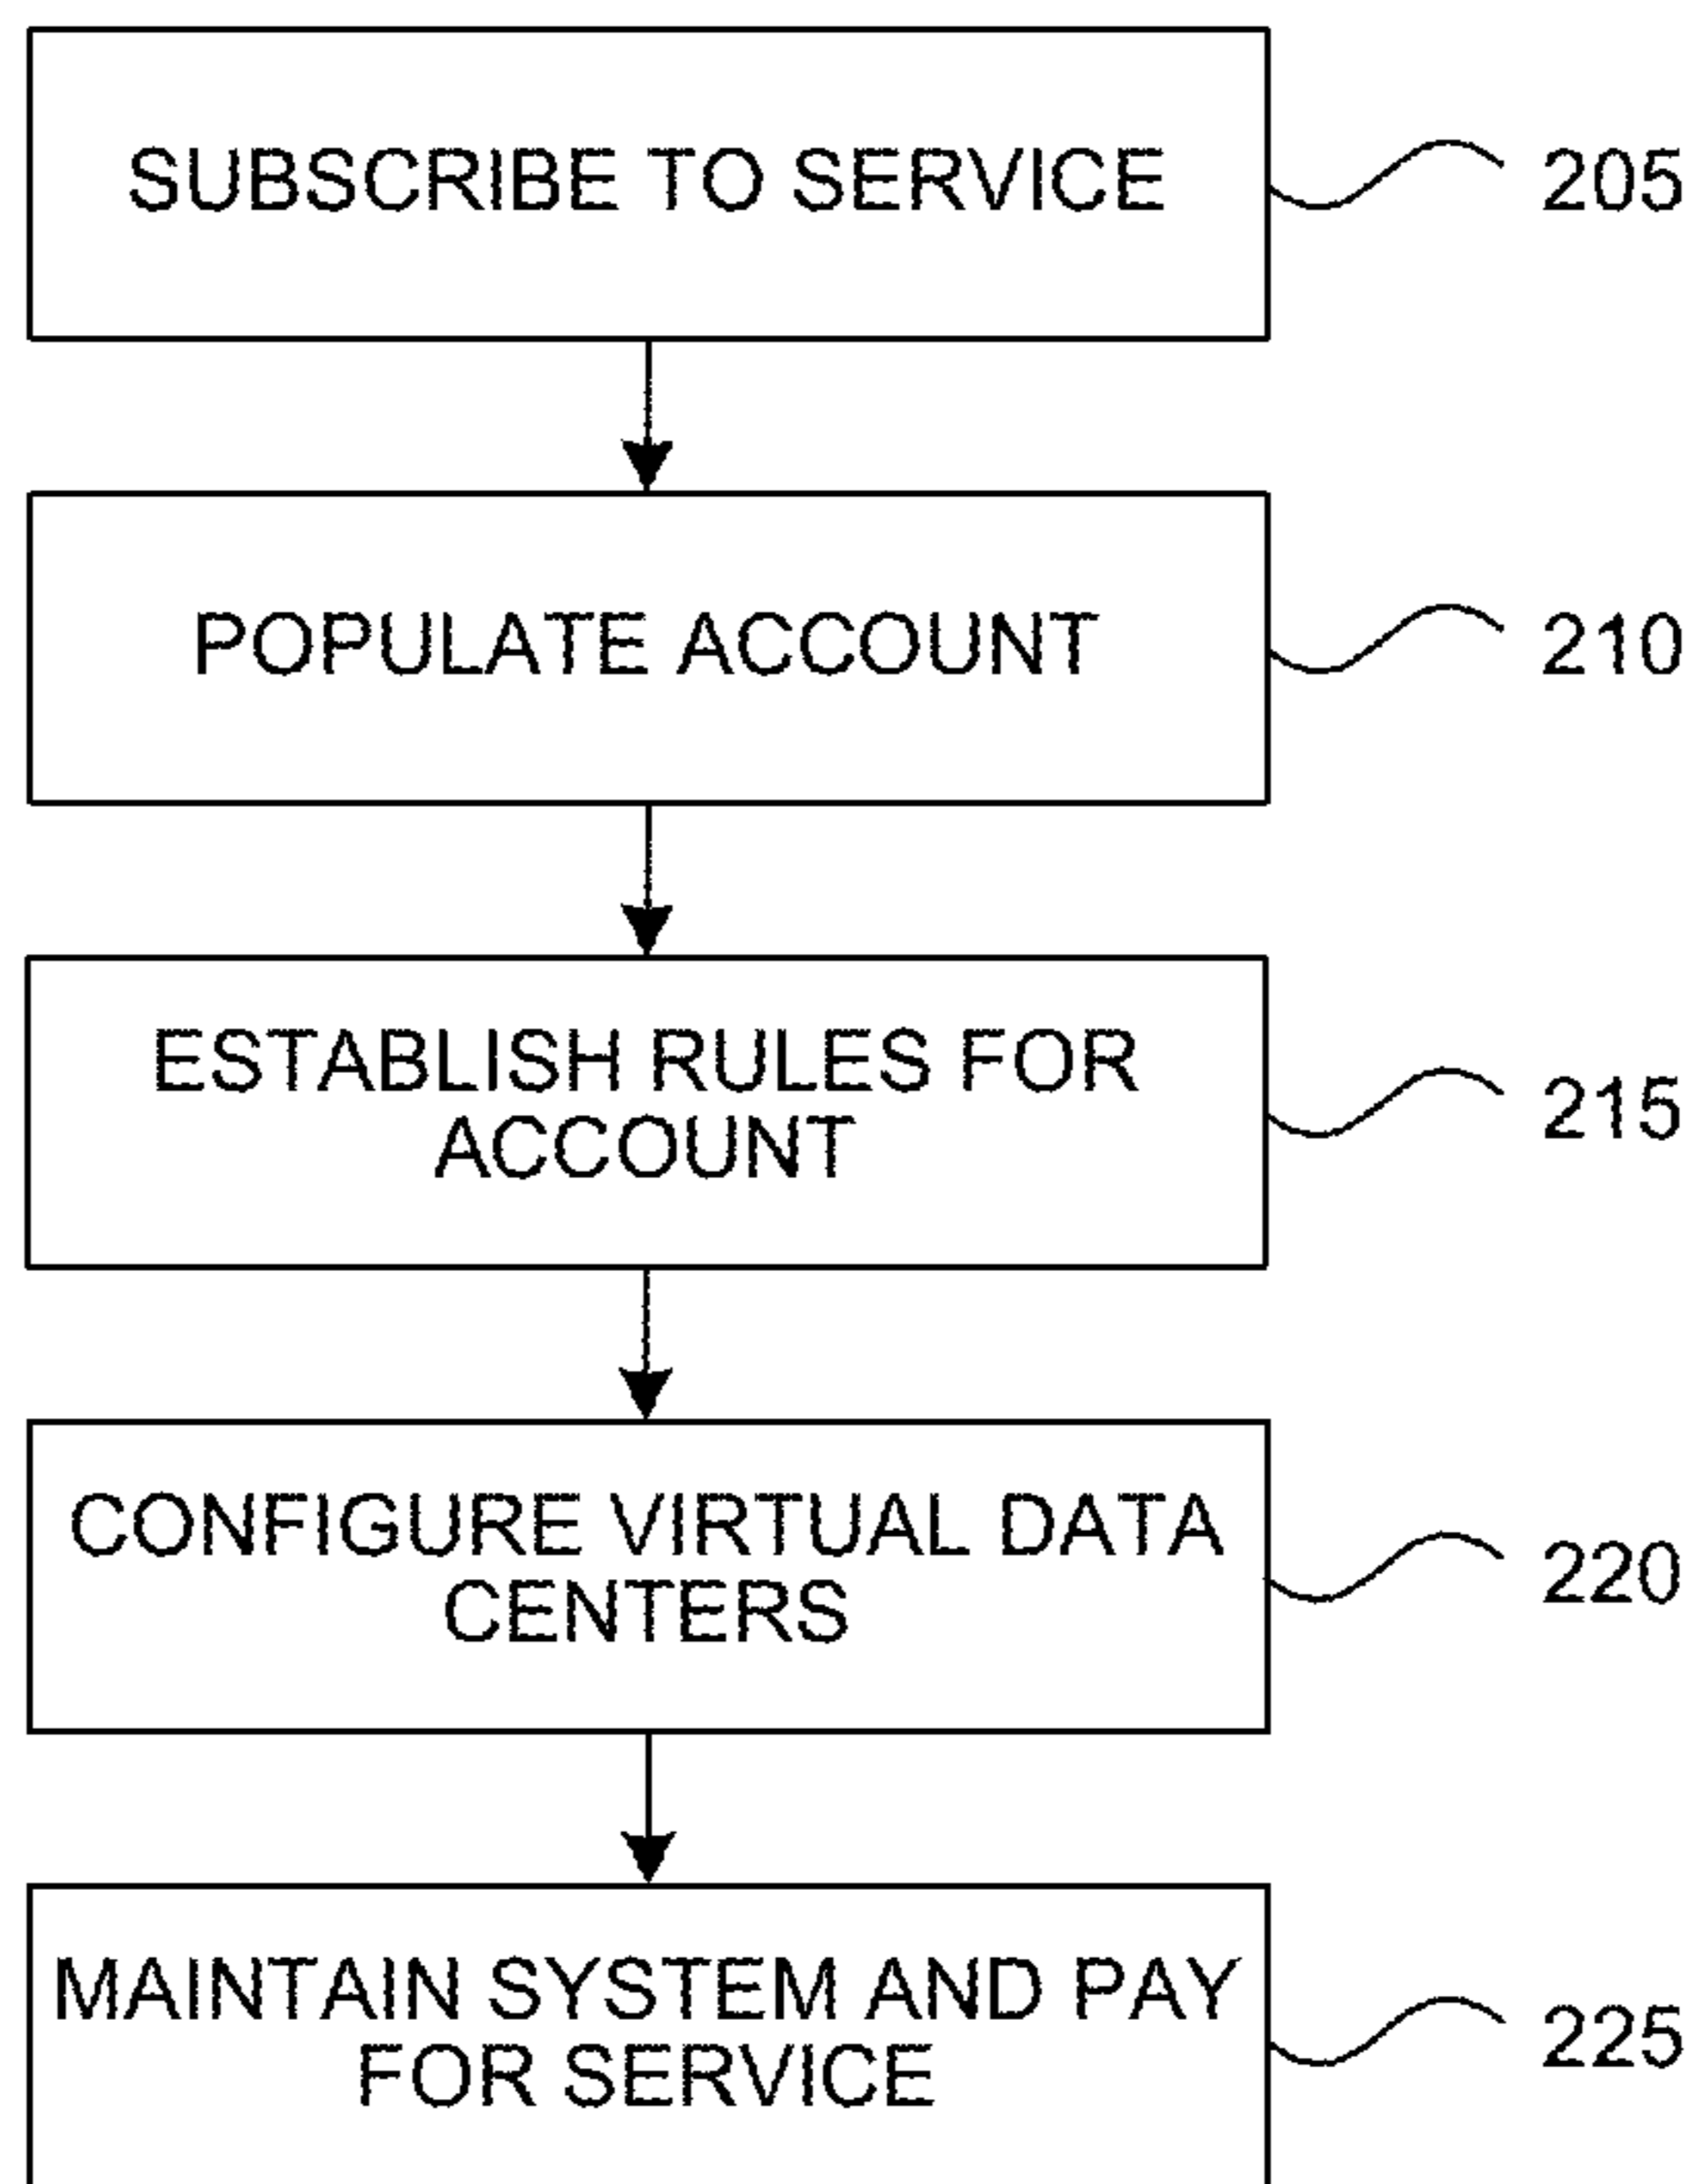 SUBSCRIBE TO SERVICE
205
POPULATE ACCOUNT
210
ESTABLISH RULES FOR
ACCOUNT
215
CONFIGURE VIRTUAL DATA
CENTERS
220
MAINTAIN SYSTEM AND PAY
FOR SERVICE
225